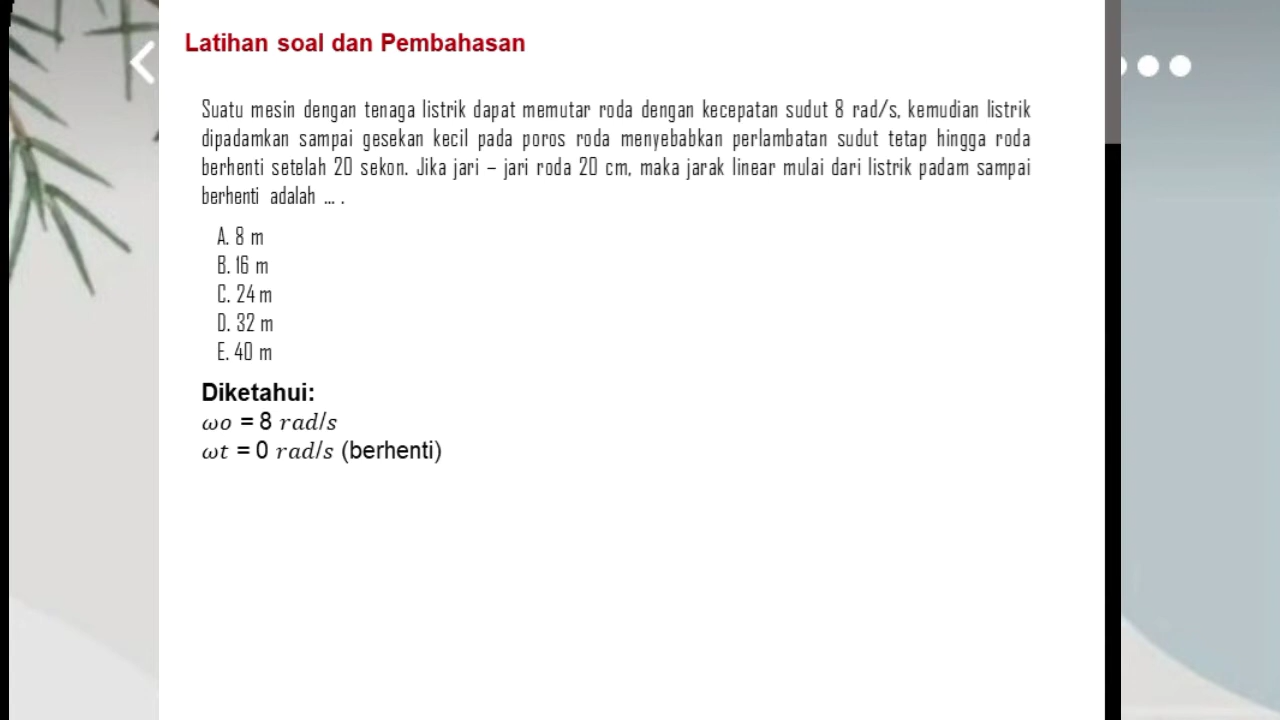 Latihan soal dan Pembahasan
Suatu mesin dengan tenaga listrik dapat memutar roda dengan kecepatan sudut 8 rad/s, kemudian listrik
dipadamkan sampai gesekan kecil pada poros roda menyebabkan perlambatan sudut tetap hingga roda
berhenti setelah 20 sekon. Jika jari – jari roda 20 cm, maka jarak linear mulai dari listrik padam sampai
berhenti adalah ... .
A. 8 m
B. 16 m
C. 24 m
D. 32 m
E. 40 m
Diketahui:
ωo = 8 rad/s
ωt = 0 rad/s (berhenti)